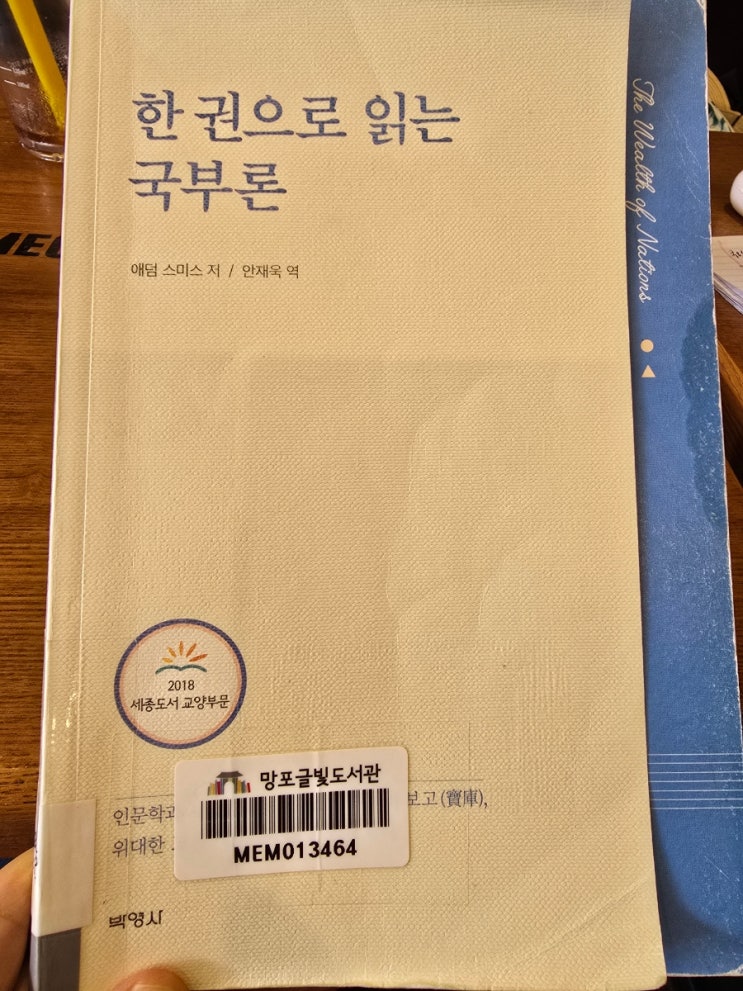 한 권으로 읽는
국부론
애덤 스미스 저 / 안재욱 역
The Wealth of Nations
2018
세종도서 교양부문
망포글빛도서관
MEM013464
인문학과
보고(寶庫),
위대한
박영사